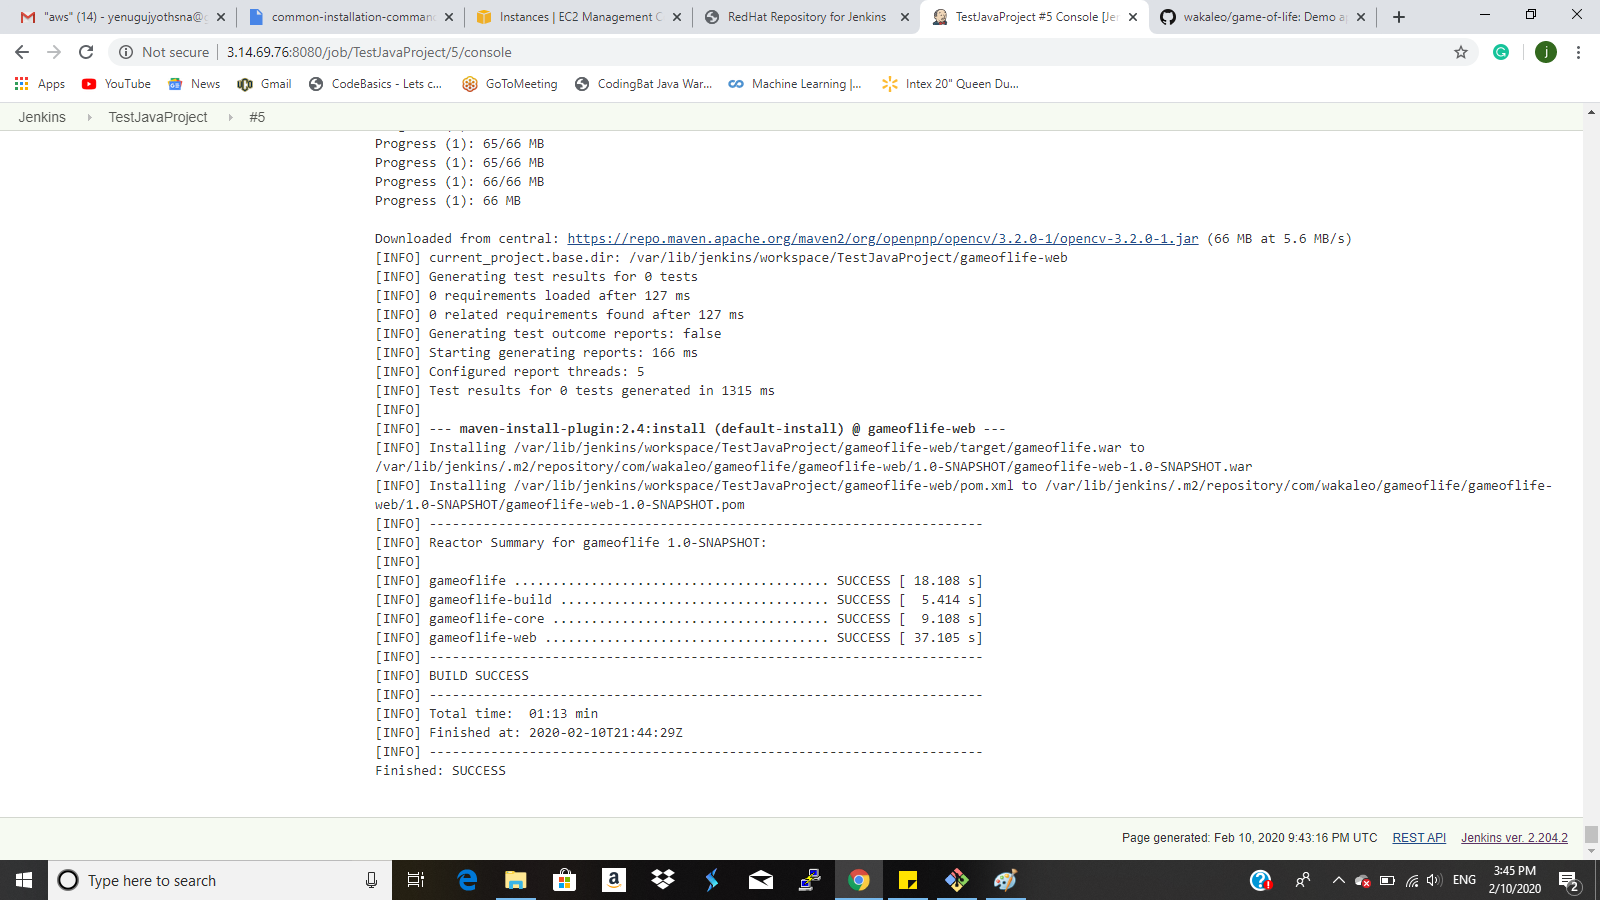 "aws" (14) - yenugujyothsna@g
common-installation-comman
Instances | EC2 Management C
RedHat Repository for Jenkins
TestJavaProject #5 Console [Je
wakaleo/game-of-life: Demo a
Not secure
3.14.69.76:8080/job/TestJavaProject/5/console
j
Apps
YouTube
News
Gmail
CodeBasics - Lets c...
GoToMeeting
CodingBat Java War...
Machine Learning |...
Intex 20" Queen Du...
Jenkins
TestJavaProject
#5
Progress (1): 65/66 MB
Progress (1): 65/66 MB
Progress (1): 66/66 MB
Progress (1): 66 MB
Downloaded from central: https://repo.maven.apache.org/maven2/org/openpnp/opencv/3.2.0-1/opencv-3.2.0-1.jar (66 MB at 5.6 MB/s)
[INFO] current_project.base.dir: /var/lib/jenkins/workspace/TestJavaProject/gameoflife-web
[INFO] Generating test results for 0 tests
[INFO] 0 requirements loaded after 127 ms
[INFO] 0 related requirements found after 127 ms
[INFO] Generating test outcome reports: false
[INFO] Starting generating reports: 166 ms
[INFO] Configured report threads: 5
[INFO] Test results for 0 tests generated in 1315 ms
[INFO]
[INFO] --- maven-install-plugin:2.4:install (default-install) @ gameoflife-web ---
[INFO] Installing /var/lib/jenkins/workspace/TestJavaProject/gameoflife-web/target/gameoflife.war to
/var/lib/jenkins/.m2/repository/com/wakaleo/gameoflife/gameoflife-web/1.0-SNAPSHOT/gameoflife-web-1.0-SNAPSHOT.war
[INFO] Installing /var/lib/jenkins/workspace/TestJavaProject/gameoflife-web/pom.xml to /var/lib/jenkins/.m2/repository/com/wakaleo/gameoflife/gameoflife-
web/1.0-SNAPSHOT/gameoflife-web-1.0-SNAPSHOT.pom
[INFO] ------------------------------------------------------------------------
[INFO] Reactor Summary for gameoflife 1.0-SNAPSHOT:
[INFO]
[INFO] gameoflife ......................................... SUCCESS [ 18.108 s]
[INFO] gameoflife-build ................................... SUCCESS [  5.414 s]
[INFO] gameoflife-core .................................... SUCCESS [  9.108 s]
[INFO] gameoflife-web ..................................... SUCCESS [ 37.105 s]
[INFO] ------------------------------------------------------------------------
[INFO] BUILD SUCCESS
[INFO] ------------------------------------------------------------------------
[INFO] Total time:  01:13 min
[INFO] Finished at: 2020-02-10T21:44:29Z
[INFO] ------------------------------------------------------------------------
Finished: SUCCESS
Page generated: Feb 10, 2020 9:43:16 PM UTC
REST API
Jenkins ver. 2.204.2
Type here to search
ENG
3:45 PM
2/10/2020
2